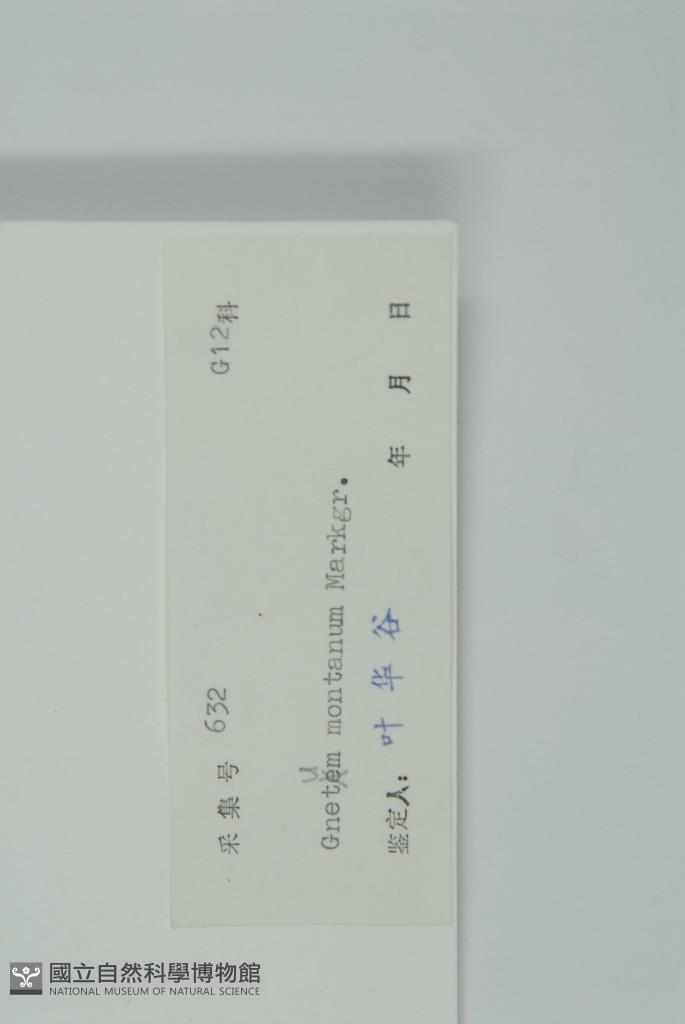 采集号 632 G12科
Gnetum montanum Markgr.
鉴定人: 叶华谷 年 月 日
國立自然科學博物館
NATIONAL MUSEUM OF NATURAL SCIENCE